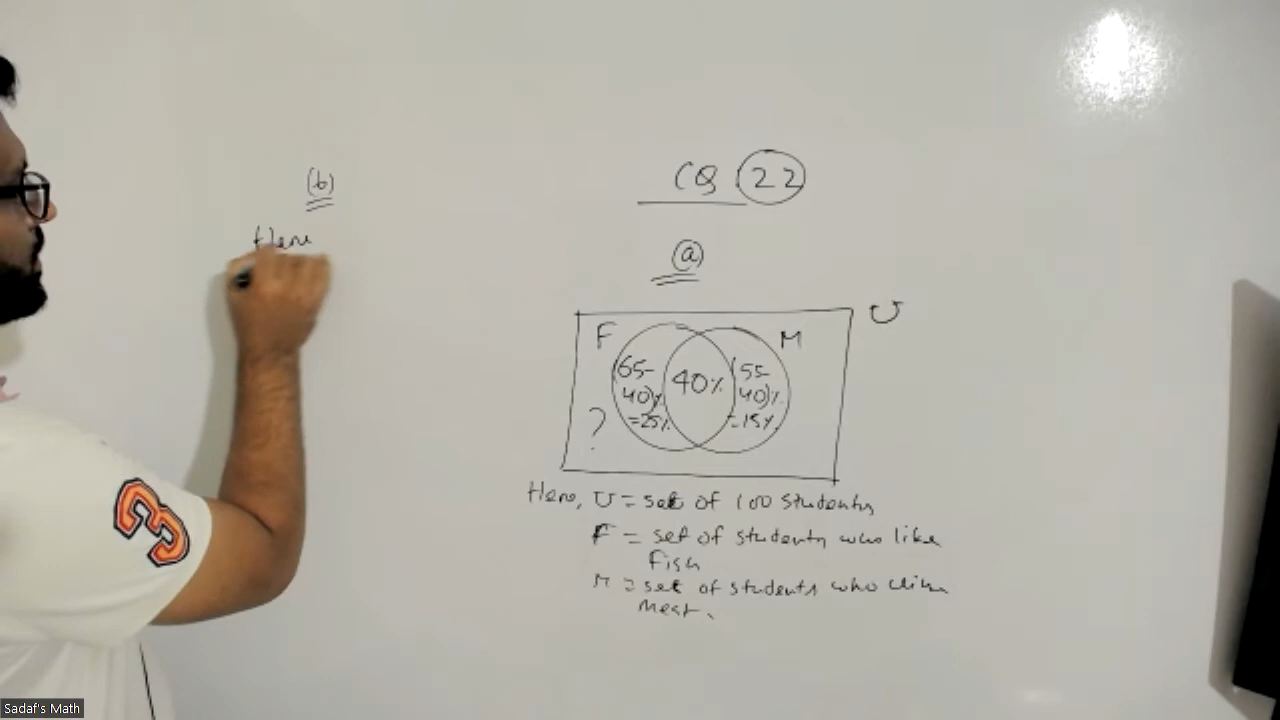 (b)
Here
CQ 22
(a)
U
F
M
(65-
40)%
=25%
40%
(55-
40)%
=15%
?
Here, U = set of 100 students
F = set of students who like
Fish
M = set of students who like
Meat.
3
Sadaf's Math